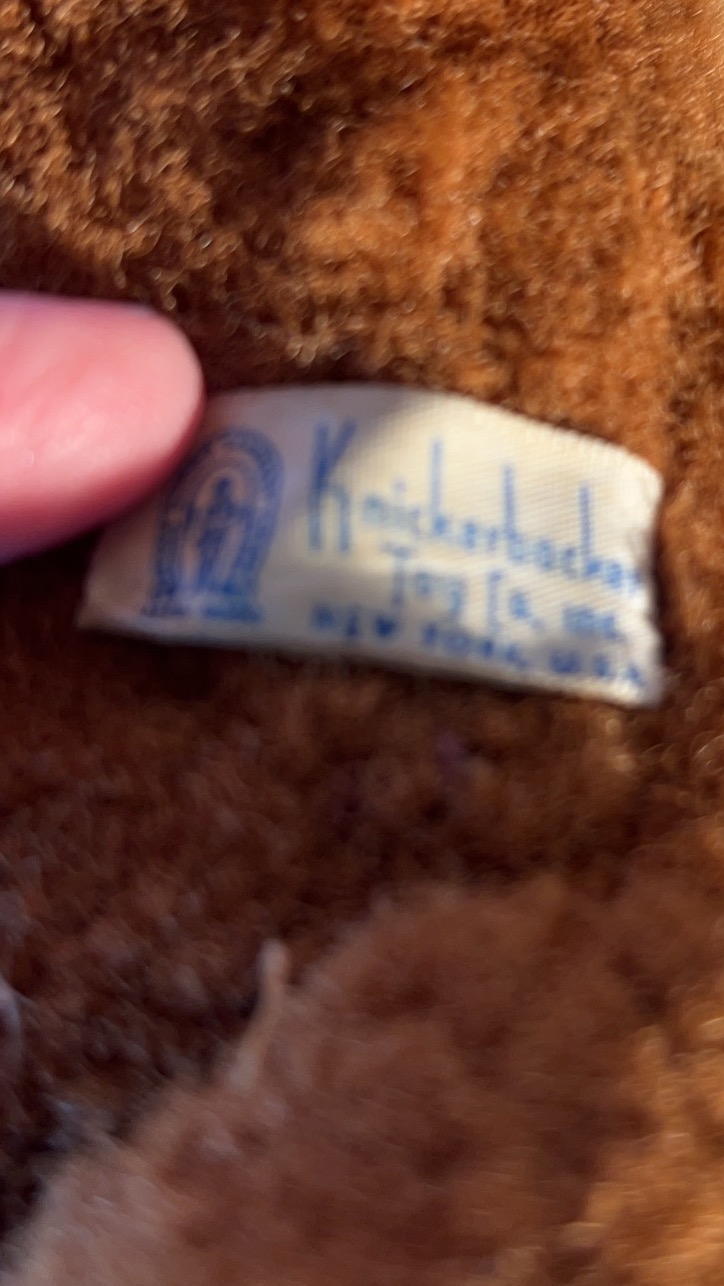 Knickerbocker
Toy Co. Inc.
NEW YORK, U.S.A.